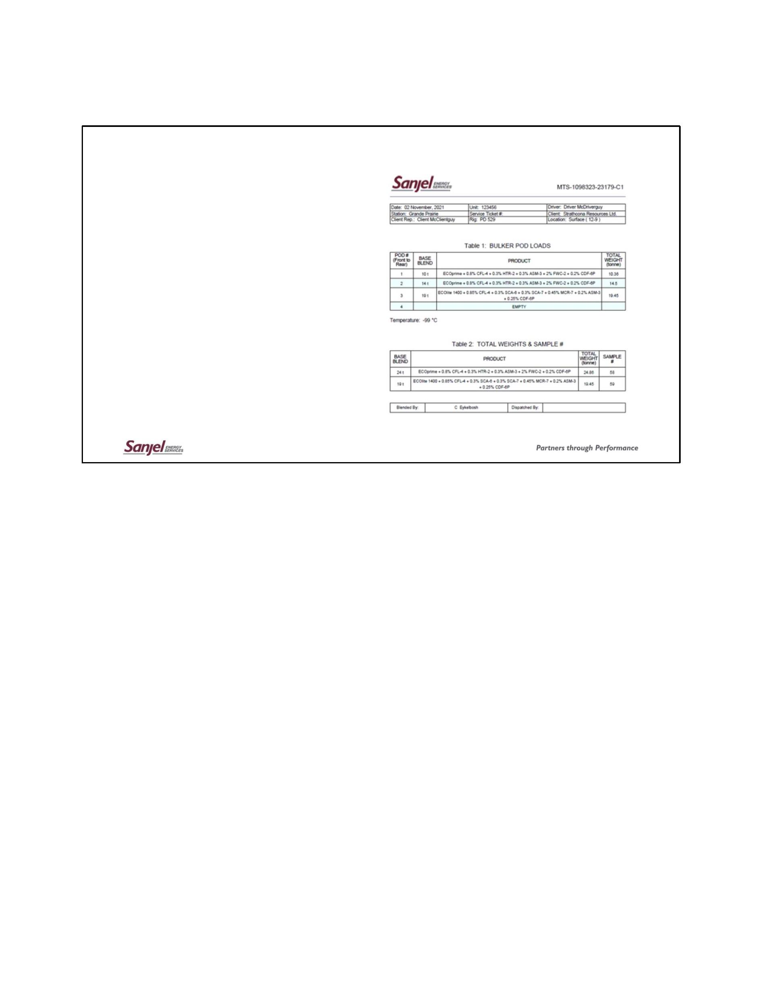 Sanjel ENERGY SERVICES
MTS-1098323-23179-C1
Date: 02 November, 2021 Unit: 123456 Driver: Driver McDriverguy
Station: Grande Prairie Service Ticket #: Client: Strathcona Resources Ltd.
Client Rep.: Client McClientguy Rig: PD 529 Location: Surface ( 12-9 )
Table 1: BULKER POD LOADS
POD # (Front to Rear) BASE BLEND PRODUCT TOTAL WEIGHT (tonne)
1 10 t ECOprime + 0.8% CFL-4 + 0.3% HTR-2 + 0.3% ASM-3 + 2% FWC-2 + 0.2% CDF-6P 10.36
2 14 t ECOprime + 0.8% CFL-4 + 0.3% HTR-2 + 0.3% ASM-3 + 2% FWC-2 + 0.2% CDF-6P 14.5
3 19 t ECOlite 1400 + 0.85% CFL-4 + 0.3% SCA-6 + 0.3% SCA-7 + 0.45% MCR-7 + 0.2% ASM-3
+ 0.25% CDF-6P 19.45
4 EMPTY
Temperature: -99 °C
Table 2: TOTAL WEIGHTS & SAMPLE #
BASE BLEND PRODUCT TOTAL WEIGHT (tonne) SAMPLE #
24 t ECOprime + 0.8% CFL-4 + 0.3% HTR-2 + 0.3% ASM-3 + 2% FWC-2 + 0.2% CDF-6P 24.86 58
19 t ECOlite 1400 + 0.85% CFL-4 + 0.3% SCA-6 + 0.3% SCA-7 + 0.45% MCR-7 + 0.2% ASM-3
+ 0.25% CDF-6P 19.45 59
Blended By: C Eykelbosh Dispatched By:
Sanjel ENERGY SERVICES
Partners through Performance